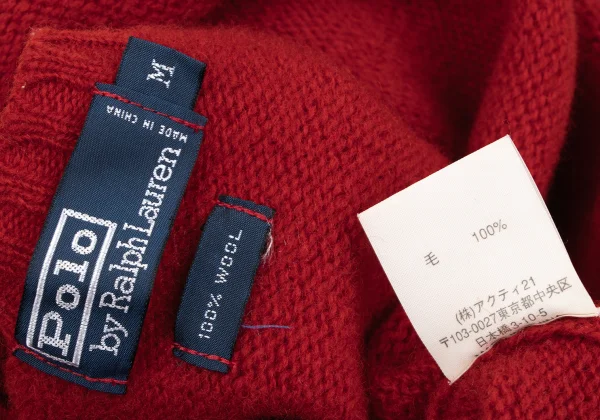 M
MADE IN CHINA
Polo
by Ralph Lauren
100% WOOL
毛 100%
(株)アクティ21
〒103-0027東京都中央区
日本橋3-10-5